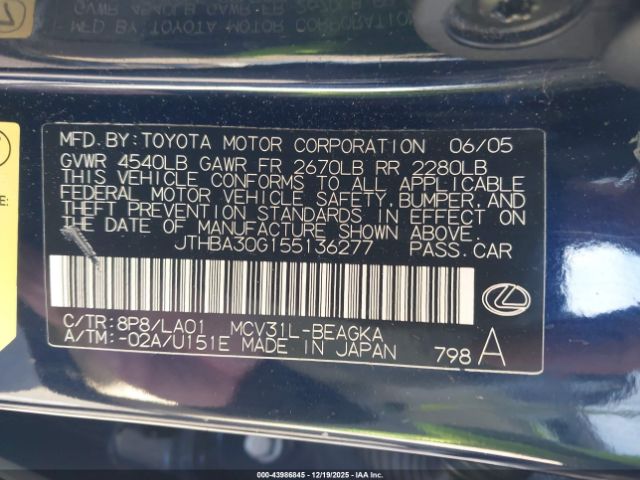 MFD.BY:TOYOTA MOTOR CORPORATION 06/05
GVWR 4540LB GAWR FR 2670LB RR 2280LB
THIS VEHICLE CONFORMS TO ALL APPLICABLE
FEDERAL MOTOR VEHICLE SAFETY,BUMPER,AND
THEFT PREVENTION STANDARDS IN EFFECT ON
THE DATE OF MANUFACTURE SHOWN ABOVE.
JTHBA30G155136277 PASS.CAR
C/TR:8P8/LA01 MCV31L-BEAGKA
A/TM:-02A/U151E MADE IN JAPAN 798 A
000-43986845 - 12/19/2025 - IAA Inc.